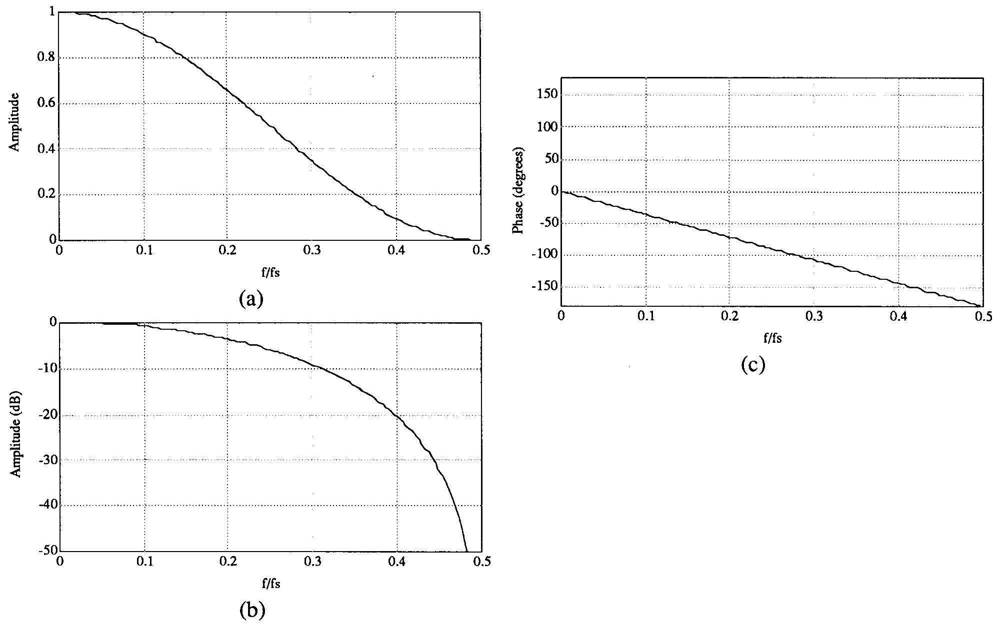 1
0.8
0.6
0.4
0.2
0
Amplitude
0 0.1 0.2 0.3 0.4 0.5
f/fs
(a)
0
-10
-20
-30
-40
-50
Amplitude (dB)
0 0.1 0.2 0.3 0.4 0.5
f/fs
(b)
150
100
50
0
-50
-100
-150
Phase (degrees)
0 0.1 0.2 0.3 0.4 0.5
f/fs
(c)